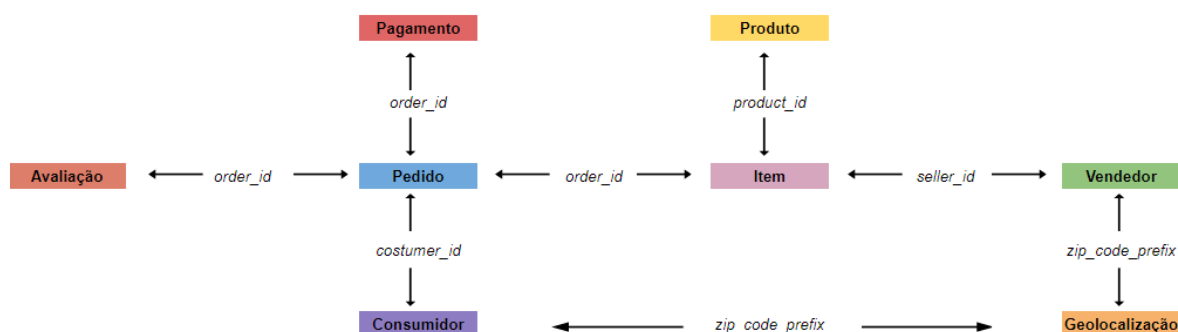 Pagamento
Produto
order_id
product_id
Avaliação
order_id
Pedido
order_id
Item
seller_id
Vendedor
costumer_id
zip_code_prefix
Consumidor
zip_code_prefix
Geolocalização